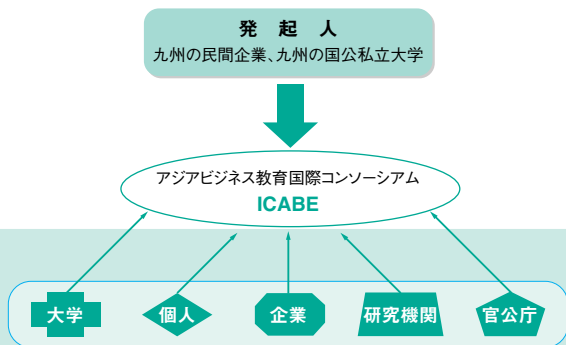 発起人
九州の民間企業、九州の国公私立大学
アジアビジネス教育国際コンソーシアム
ICABE
大学
個人
企業
研究機関
官公庁